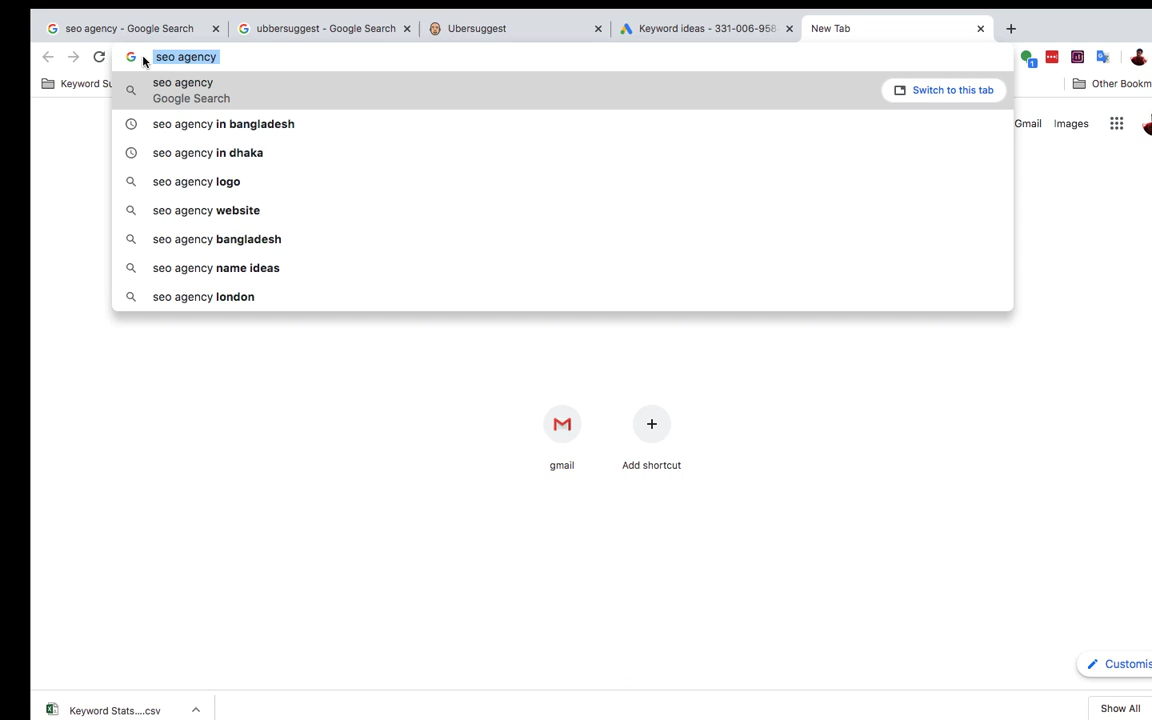 seo agency - Google Search
ubbersuggest - Google Search
Ubersuggest
Keyword ideas - 331-006-958
New Tab
seo agency
Keyword Su
Other Bookm
seo agency
Google Search
Switch to this tab
seo agency in bangladesh
seo agency in dhaka
seo agency logo
seo agency website
seo agency bangladesh
seo agency name ideas
seo agency london
Gmail
Images
gmail
Add shortcut
Customis
Keyword Stats....csv
Show All
1